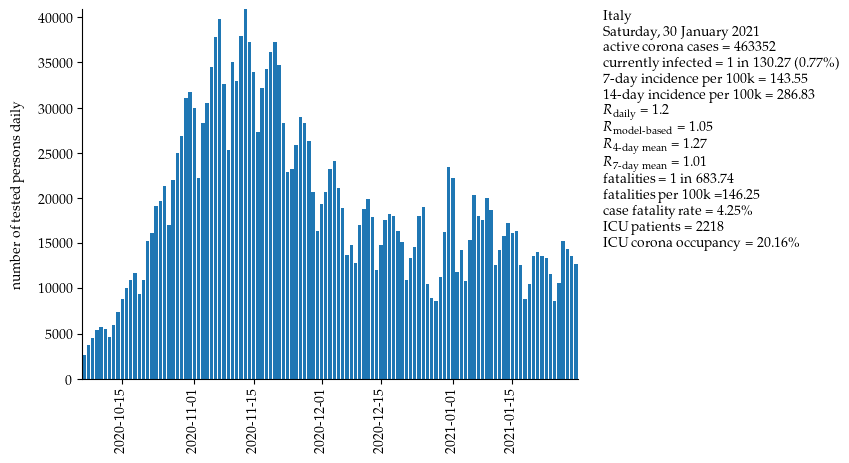 40000
35000
30000
25000
20000
15000
10000
5000
0
number of tested persons daily
2020-10-15
2020-11-01
2020-11-15
2020-12-01
2020-12-15
2021-01-01
2021-01-15
Italy
Saturday, 30 January 2021
active corona cases = 463352
currently infected = 1 in 130.27 (0.77%)
7-day incidence per 100k = 143.55
14-day incidence per 100k = 286.83
R daily = 1.2
R model-based = 1.05
R 4-day mean = 1.27
R 7-day mean = 1.01
fatalities = 1 in 683.74
fatalities per 100k =146.25
case fatality rate = 4.25%
ICU patients = 2218
ICU corona occupancy = 20.16%